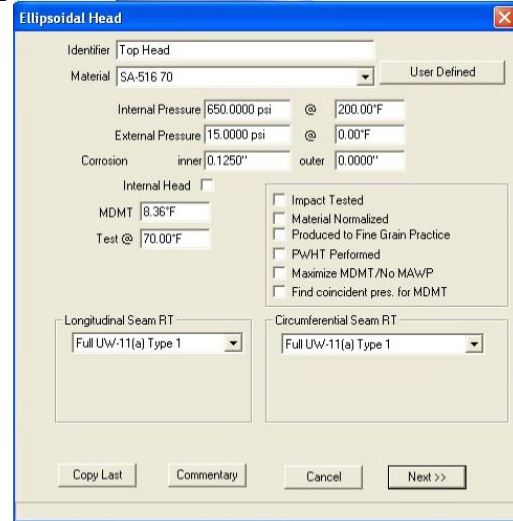 Ellipsoidal Head
Identifier Top Head
Material SA-516 70 User Defined
Internal Pressure 650.0000 psi @ 200.00°F
External Pressure 15.0000 psi @ 0.00°F
Corrosion inner 0.1250" outer 0.0000"
Internal Head
MDMT 8.36°F
Test @ 70.00°F
Impact Tested
Material Normalized
Produced to Fine Grain Practice
PWHT Performed
Maximize MDMT/No MAWP
Find coincident pres. for MDMT
Longitudinal Seam RT
Full UW-11(a) Type 1
Circumferential Seam RT
Full UW-11(a) Type 1
Copy Last Commentary Cancel Next >>